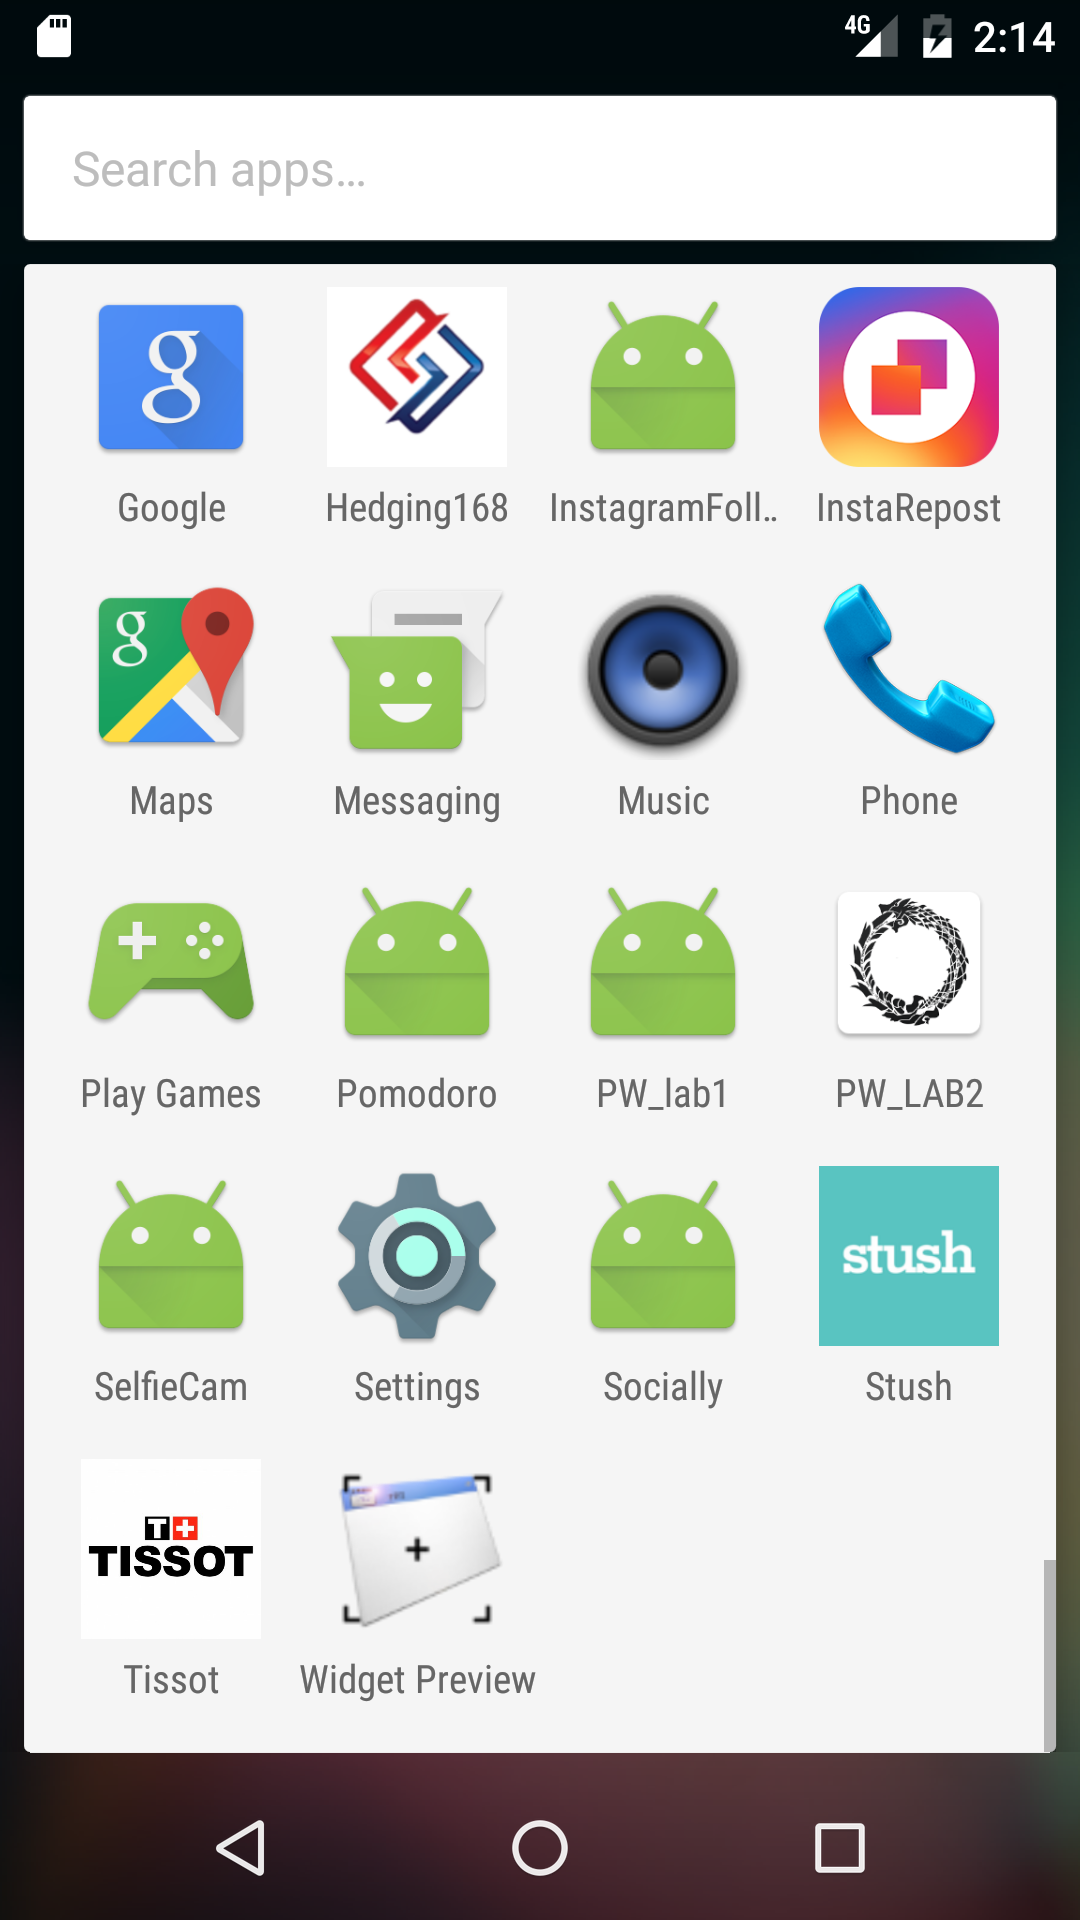 4G 2:14
Search apps...
Google Hedging168 InstagramFoll.. InstaRepost
Maps Messaging Music Phone
Play Games Pomodoro PW_lab1 PW_LAB2
stush
SelfieCam Settings Socially Stush
T+
TISSOT
Tissot Widget Preview